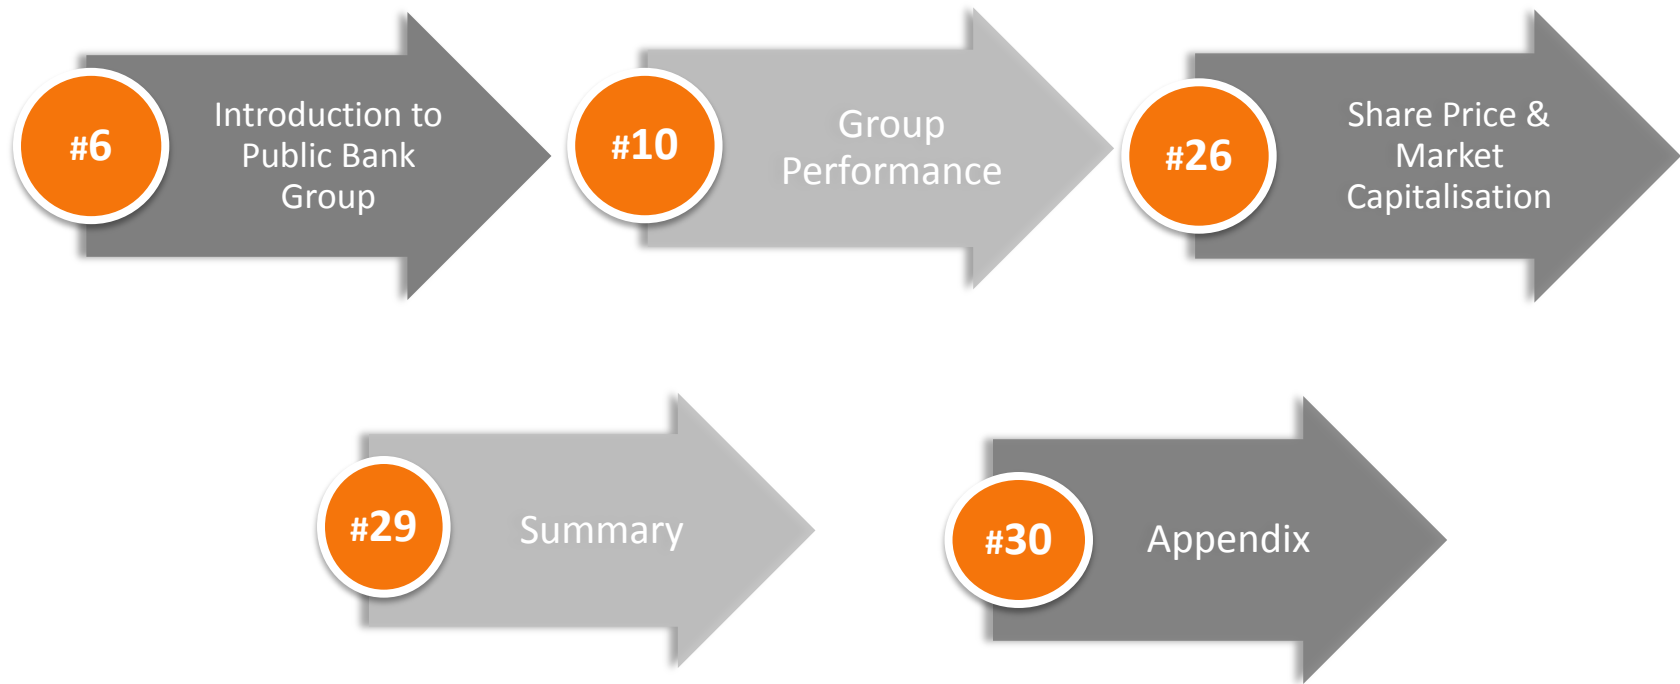 #6
Introduction to
Public Bank
Group
#10
Group
Performance
#26
Share Price &
Market
Capitalisation
#29
Summary
#30
Appendix